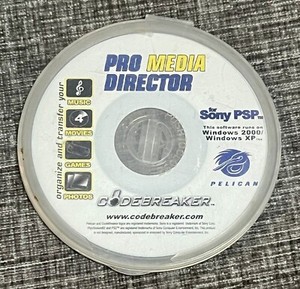 PRO MEDIA
DIRECTOR
organize and transfer your
MUSIC
MOVIES
GAMES
PHOTOS
for
Sony PSP™
This software runs on
Windows 2000/
Windows XP
PELICAN
CODEBREAKER
www.codebreaker.com